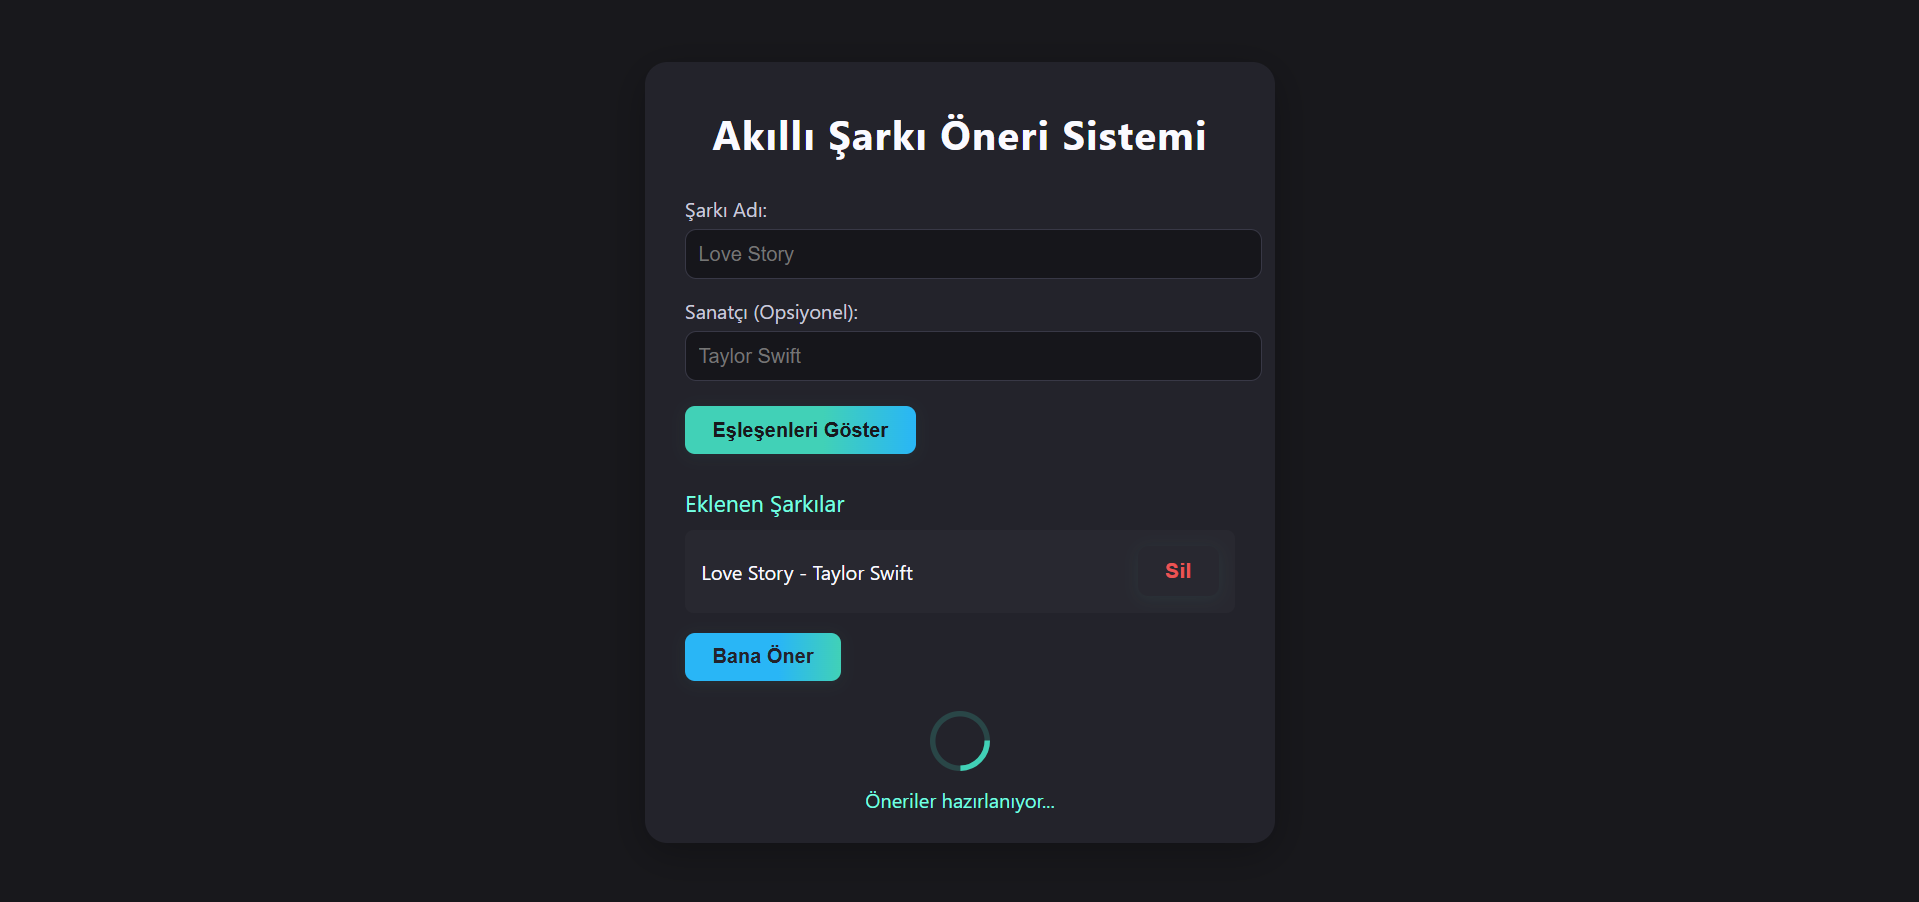 Akıllı Şarkı Öneri Sistemi
Şarkı Adı:
Love Story
Sanatçı (Opsiyonel):
Taylor Swift
Eşleşenleri Göster
Eklenen Şarkılar
Love Story - Taylor Swift
Sil
Bana Öner
Öneriler hazırlanıyor...